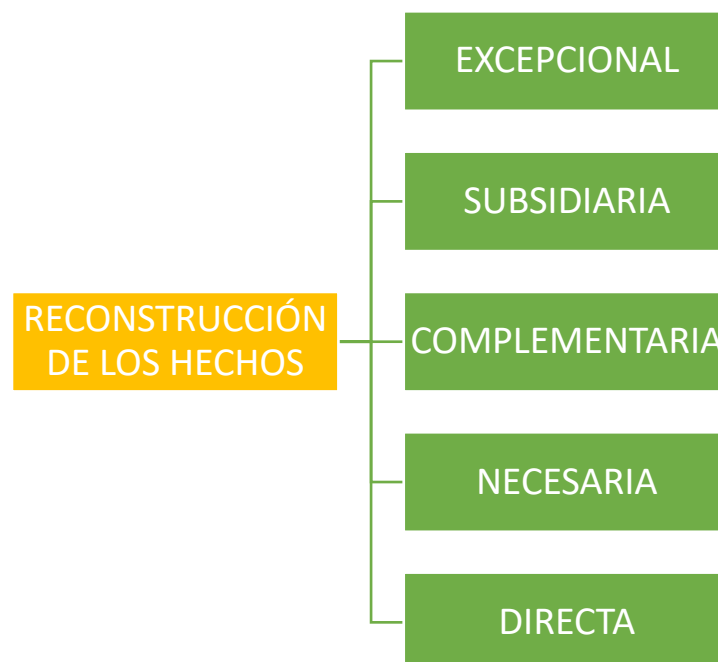 EXCEPCIONAL
SUBSIDIARIA
RECONSTRUCCIÓN
DE LOS HECHOS
COMPLEMENTARIA
NECESARIA
DIRECTA